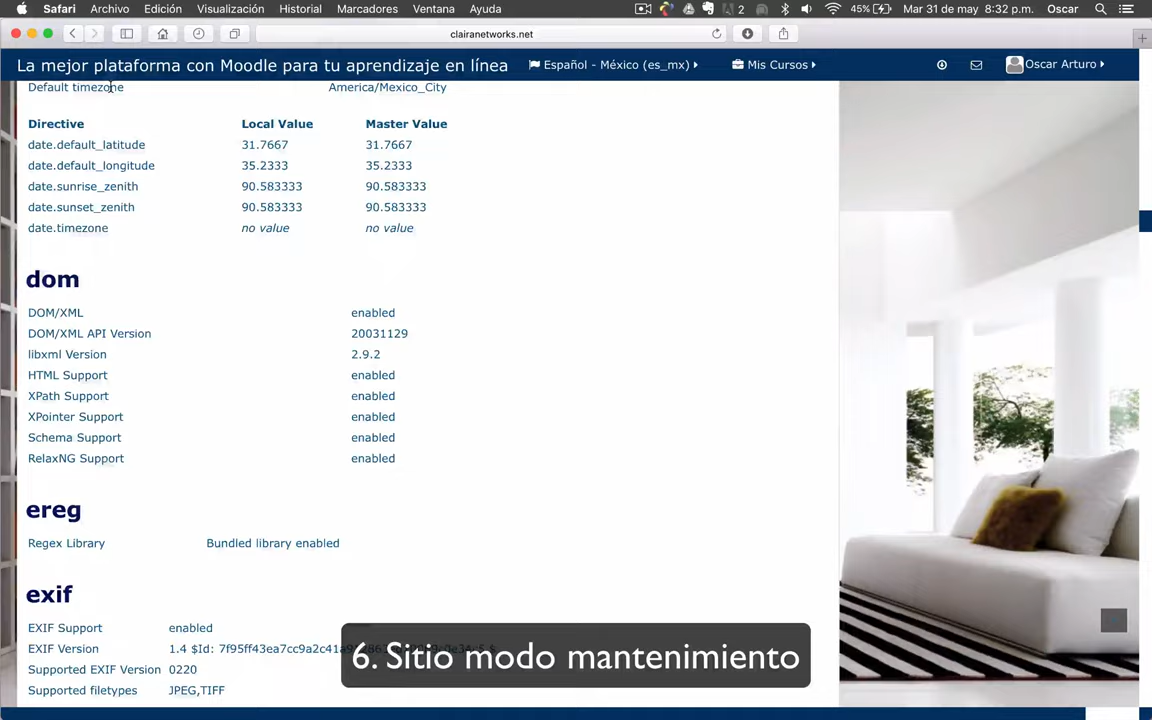 Safari Archivo Edición Visualización Historial Marcadores Ventana Ayuda 2 45% Mar 31 de may 8:32 p.m. Oscar
clairanetworks.net
La mejor plataforma con Moodle para tu aprendizaje en línea Español - México (es_mx) Mis Cursos Oscar Arturo
Default timezone America/Mexico_City
Directive Local Value Master Value
date.default_latitude 31.7667 31.7667
date.default_longitude 35.2333 35.2333
date.sunrise_zenith 90.583333 90.583333
date.sunset_zenith 90.583333 90.583333
date.timezone no value no value
dom
DOM/XML enabled
DOM/XML API Version 20031129
libxml Version 2.9.2
HTML Support enabled
XPath Support enabled
XPointer Support enabled
Schema Support enabled
RelaxNG Support enabled
ereg
Regex Library Bundled library enabled
exif
EXIF Support enabled
EXIF Version 1.4 $Id:
6. Sitio modo mantenimiento
Supported EXIF Version 0220
Supported filetypes JPEG,TIFF